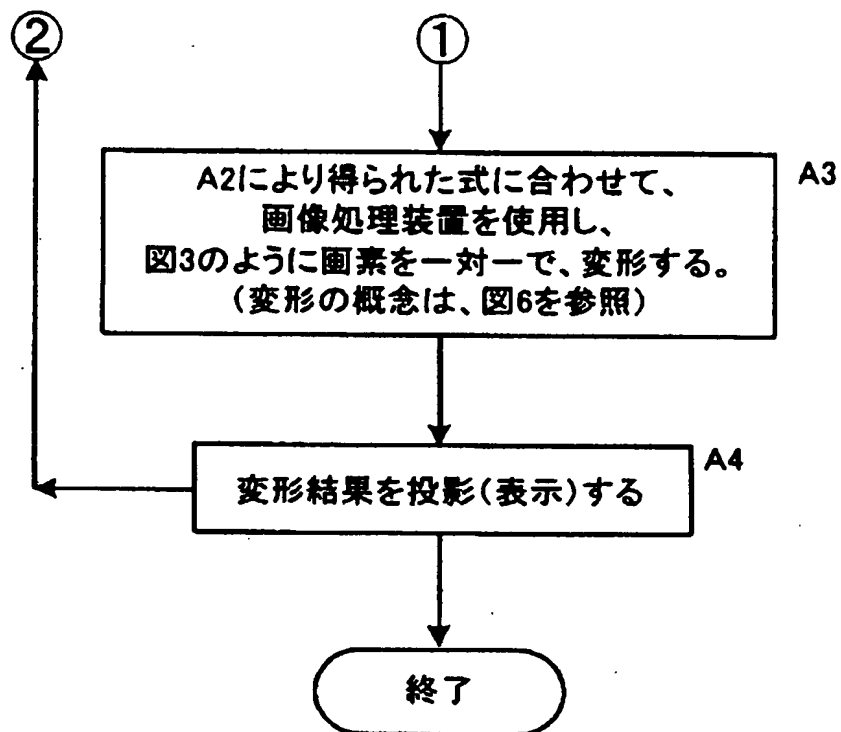 ②
①
A3
A2により得られた式に合わせて、
画像処理装置を使用し、
図3のように画素を一対一で、変形する。
(変形の概念は、図6を参照)
A4
変形結果を投影(表示)する
終了